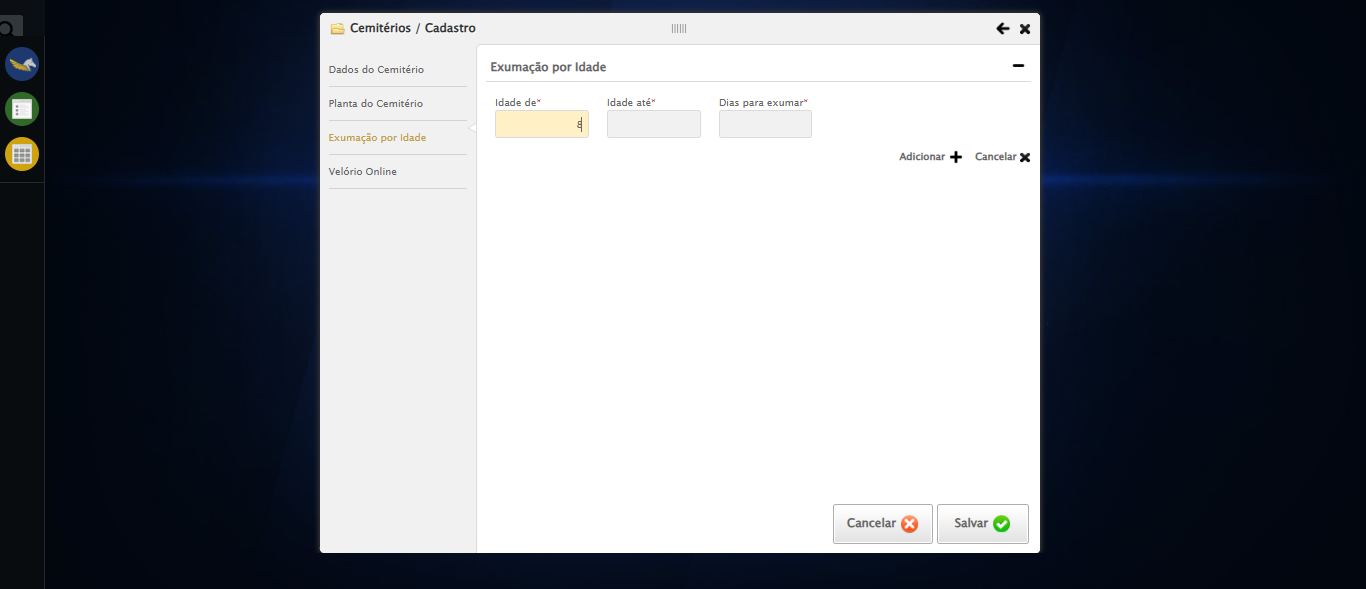 Cemitérios / Cadastro
Dados do Cemitério
Planta do Cemitério
Exumação por Idade
Velório Online
Exumação por Idade
Idade de* Idade até* Dias para exumar*
Adicionar Cancelar
Cancelar Salvar